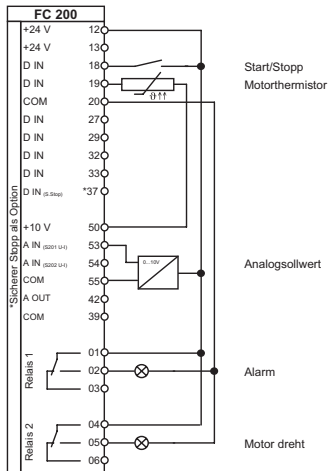 FC 200
+24 V 12
+24 V 13
D IN 18 Start/Stopp
D IN 19 Motorthermistor
COM 20 ϑ↑↑
D IN 27
D IN 29
D IN 32
D IN 33
D IN (S.Stop) *37
*Sicherer Stopp als Option
+10 V 50
A IN (S201 U-I) 53 0...10V
A IN (S202 U-I) 54 Analogsollwert
COM 55
A OUT 42
COM 39
Relais 1
01
02 Alarm
03
Relais 2
04
05 Motor dreht
06